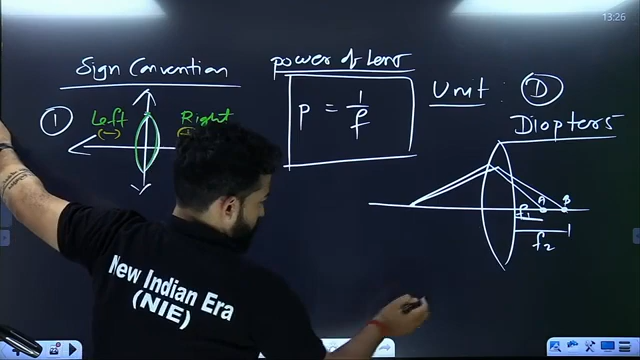 13:26
Sign Convention
power of Lens
Unit : D
Diopters
1
Left
(-)
Right
P = 1/f
A
B
f1
f2
New Indian Era
(NIE)